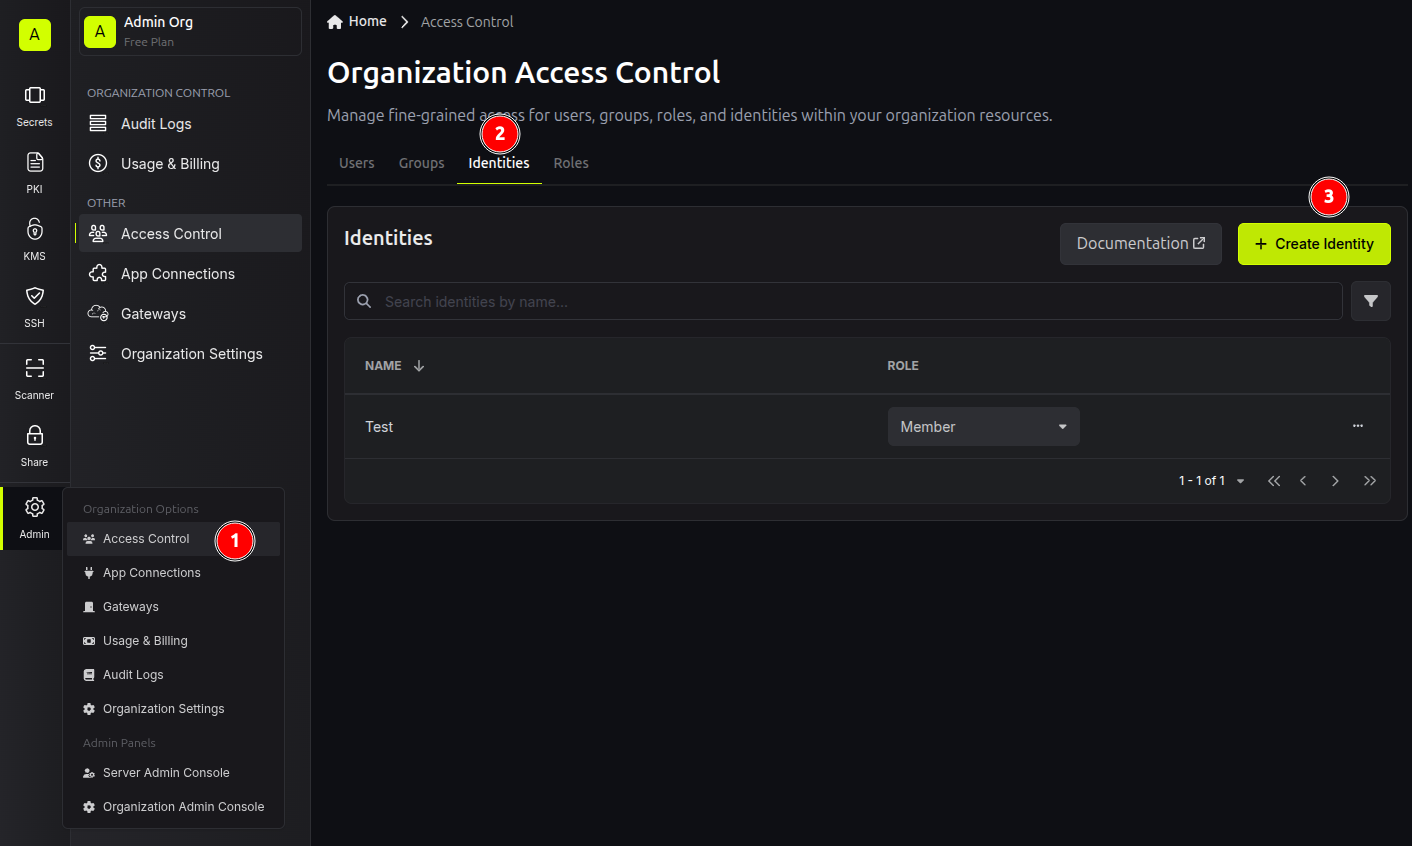 A
Secrets
PKI
KMS
SSH
Scanner
Share
Admin
A
Admin Org
Free Plan
ORGANIZATION CONTROL
Audit Logs
Usage & Billing
OTHER
Access Control
App Connections
Gateways
Organization Settings
Organization Options
Access Control
1
App Connections
Gateways
Usage & Billing
Audit Logs
Organization Settings
Admin Panels
Server Admin Console
Organization Admin Console
Home
Access Control
Organization Access Control
Manage fine-grained access for users, groups, roles, and identities within your organization resources.
2
Users Groups Identities Roles
3
Identities
Documentation
+ Create Identity
Search identities by name...
NAME ROLE
Test Member ...
1 - 1 of 1